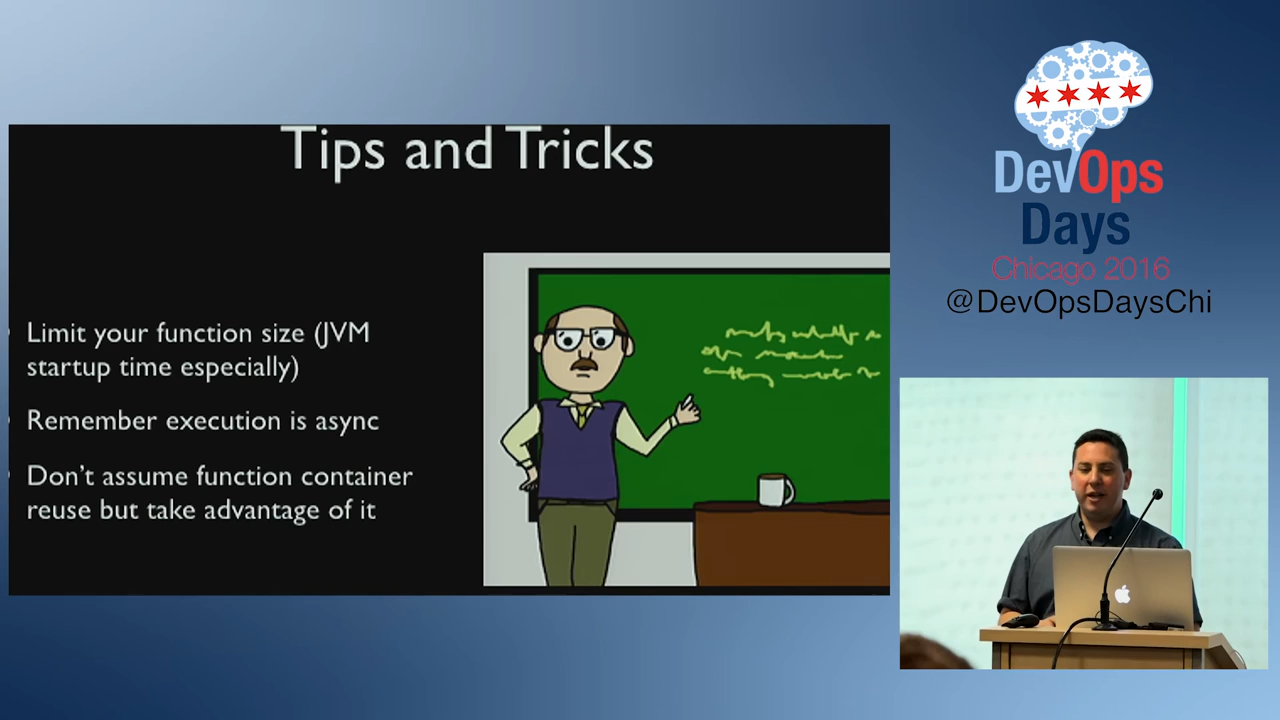 Tips and Tricks
Limit your function size (JVM
startup time especially)
Remember execution is async
Don't assume function container
reuse but take advantage of it
DevOps
Days
Chicago 2016
@DevOpsDaysChi